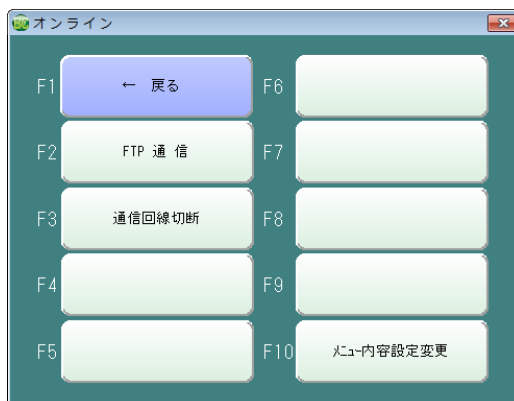 オンライン
F1 ← 戻る
F6
F2 FTP 通 信
F7
F3 通信回線切断
F8
F4
F9
F5
F10 ﾒﾆｭｰ内容設定変更